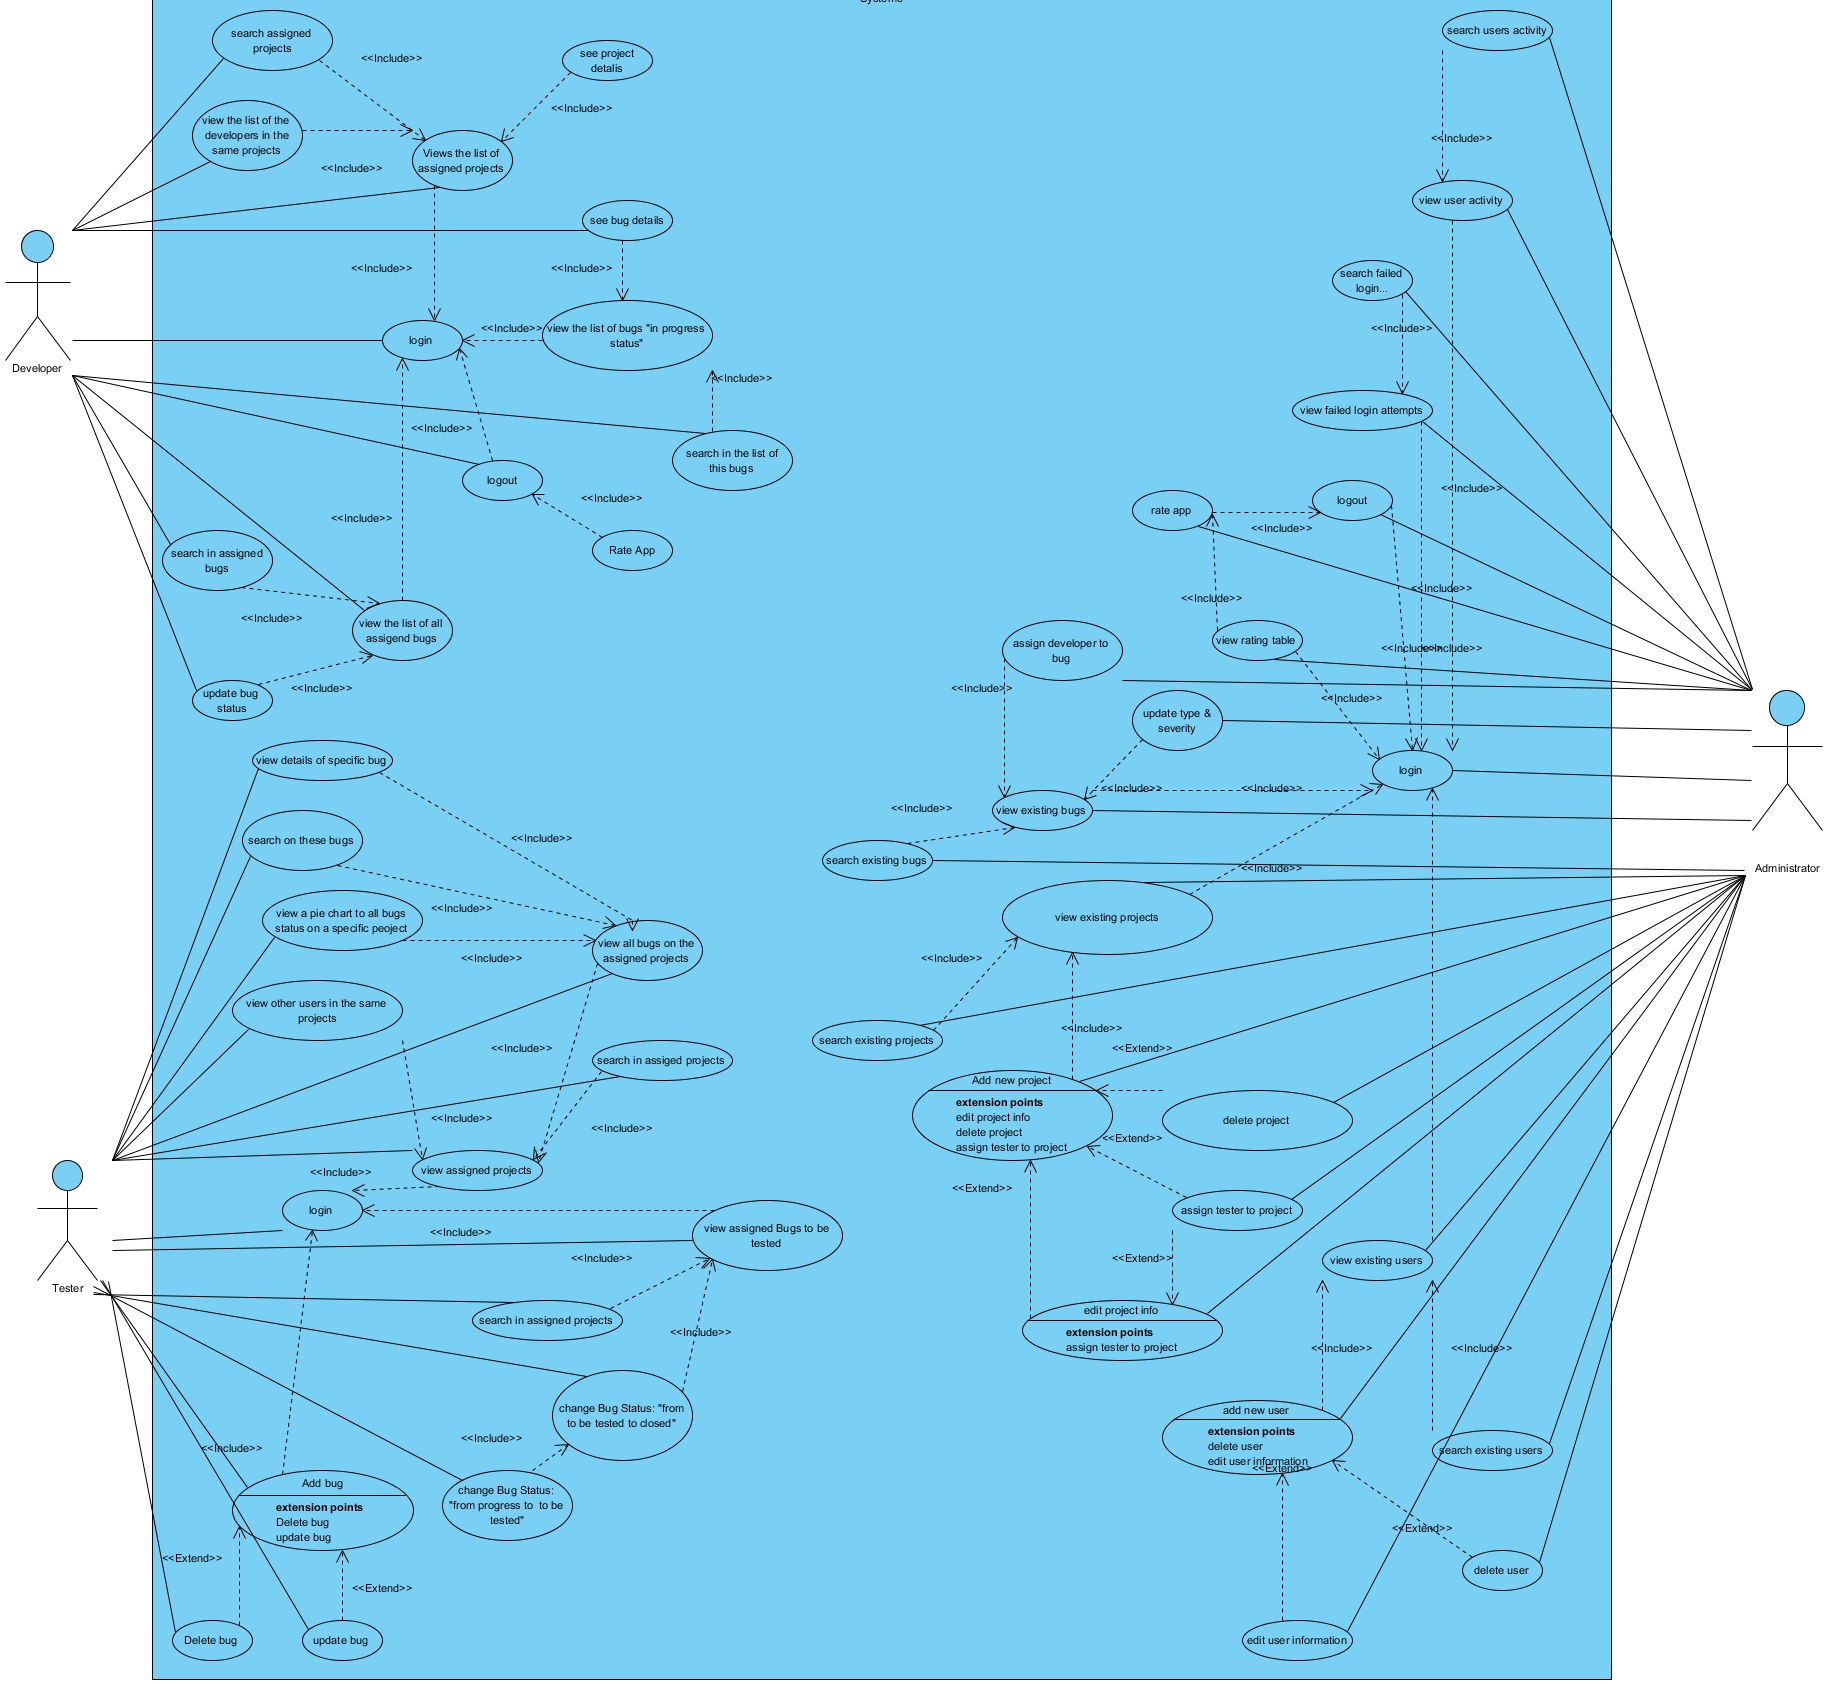 Systems
search assigned
projects
<<Include>>
see project
detalis
<<Include>>
view the list of the
developers in the
same projects
<<Include>>
Views the list of
assigned projects
see bug details
<<Include>>
<<Include>>
Developer
login
<<Include>>
view the list of bugs "in progress
status"
<<Include>>
<<Include>>
search in the list of
this bugs
logout
<<Include>>
<<Include>>
Rate App
search in assigned
bugs
<<Include>>
view the list of all
assigend bugs
<<Include>>
update bug
status
search users activity
<<Include>>
view user activity
search failed
login...
<<Include>>
view failed login attempts
<<Include>>
rate app
<<Include>>
logout
<<Include>>
<<Include>>
view rating table
<<Include>>
<<Include>>
<<Include>>
assign developer to
bug
<<Include>>
update type &
severity
login
<<Include>>
<<Include>>
view existing bugs
<<Include>>
search existing bugs
<<Include>>
Administrator
view existing projects
<<Include>>
search existing projects
<<Include>>
<<Extend>>
Add new project
extension points
edit project info
delete project
assign tester to project
delete project
<<Extend>>
<<Extend>>
assign tester to project
<<Extend>>
edit project info
extension points
assign tester to project
view existing users
<<Include>>
<<Include>>
add new user
extension points
delete user
edit user information
<<Extend>>
search existing users
<<Extend>>
delete user
edit user information
view details of specific bug
<<Include>>
search on these bugs
<<Include>>
view a pie chart to all bugs
status on a specific peoject
<<Include>>
view all bugs on the
assigned projects
view other users in the same
projects
<<Include>>
search in assiged projects
<<Include>>
<<Include>>
view assigned projects
<<Include>>
login
<<Include>>
view assigned Bugs to be
tested
<<Include>>
Tester
search in assigned projects
<<Include>>
change Bug Status: "from
to be tested to closed"
<<Include>>
<<Include>>
change Bug Status:
"from progress to  to be
tested"
Add bug
extension points
Delete bug
update bug
<<Extend>>
<<Extend>>
Delete bug
update bug